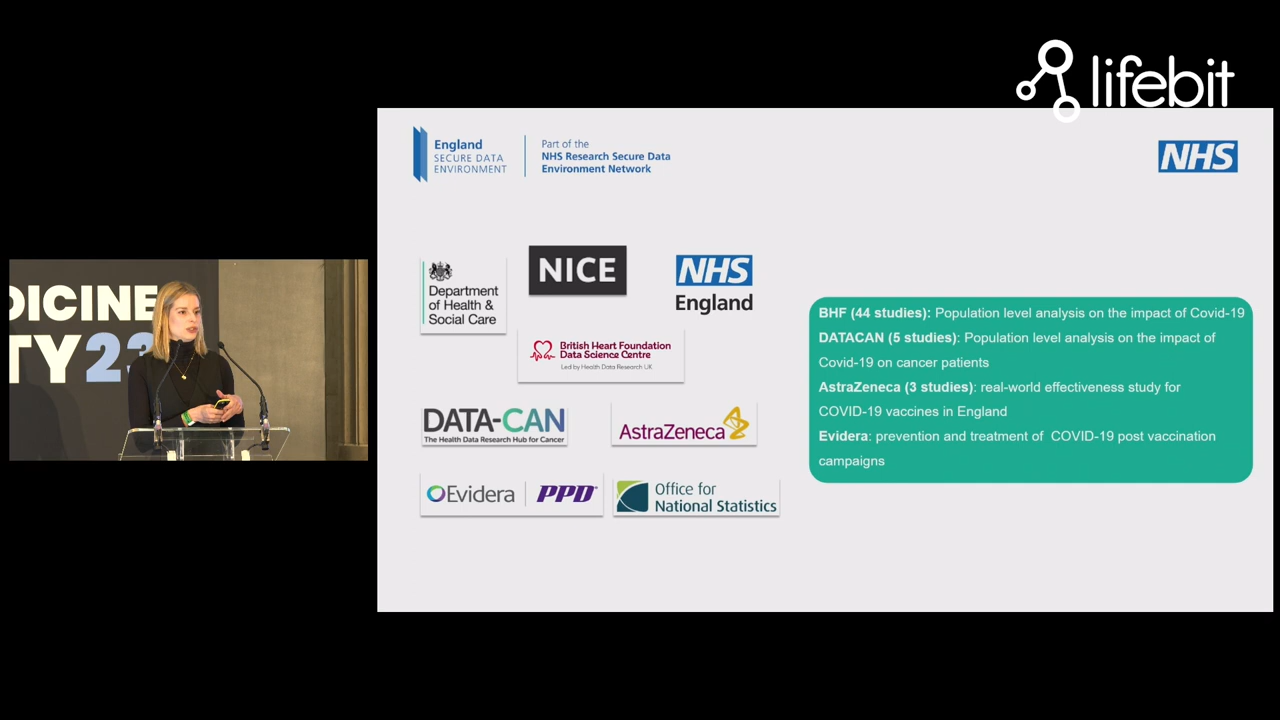 lifebit
England
SECURE DATA
ENVIRONMENT
Part of the
NHS Research Secure Data
Environment Network
NHS
Department
of Health &
Social Care
NICE
NHS
England
British Heart Foundation
Data Science Centre
Led by Health Data Research UK
DATA-CAN
The Health Data Research Hub for Cancer
AstraZeneca
Evidera
PPD
Office for
National Statistics
BHF (44 studies): Population level analysis on the impact of Covid-19
DATACAN (5 studies): Population level analysis on the impact of
Covid-19 on cancer patients
AstraZeneca (3 studies): real-world effectiveness study for
COVID-19 vaccines in England
Evidera: prevention and treatment of COVID-19 post vaccination
campaigns
DICINE
TY23